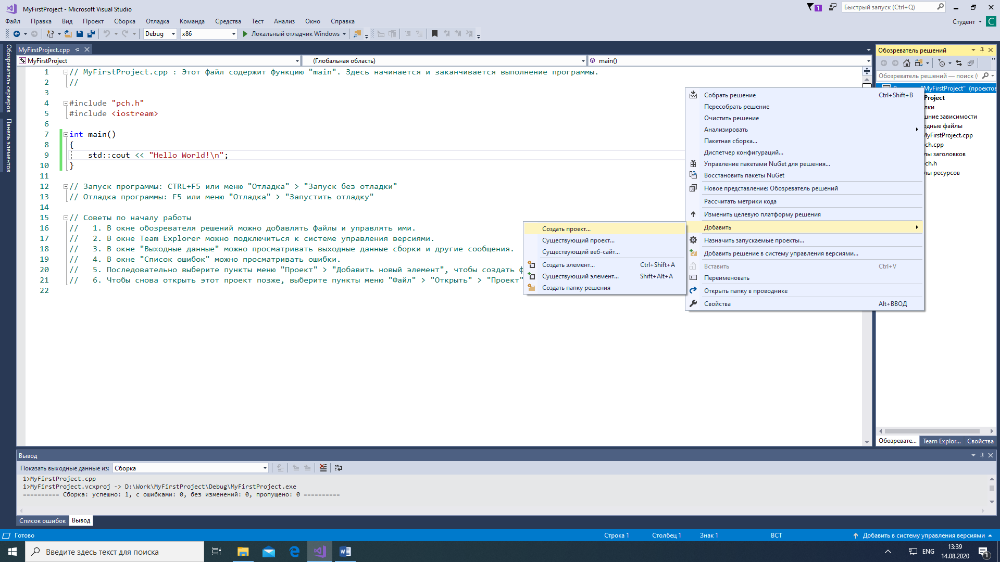 MyFirstProject - Microsoft Visual Studio
1
Быстрый запуск (Ctrl+Q)
Файл Правка Вид Проект Сборка Отладка Команда Средства Тест Анализ Окно Справка
Студент C
Debug x86 Локальный отладчик Windows
Обозреватель серверов
Панель элементов
MyFirstProject.cpp
MyFirstProject (Глобальная область) main()
1 // MyFirstProject.cpp : Этот файл содержит функцию "main". Здесь начинается и заканчивается выполнение программы.
2 //
3
4 #include "pch.h"
5 #include <iostream>
6
7 int main()
8 {
9 std::cout << "Hello World!\n";
10 }
11
12 // Запуск программы: CTRL+F5 или меню "Отладка" > "Запуск без отладки"
13 // Отладка программы: F5 или меню "Отладка" > "Запустить отладку"
14
15 // Советы по началу работы
16 // 1. В окне обозревателя решений можно добавлять файлы и управлять ими.
17 // 2. В окне Team Explorer можно подключиться к системе управления версиями.
18 // 3. В окне "Выходные данные" можно просматривать выходные данные сборки и другие сообщения.
19 // 4. В окне "Список ошибок" можно просматривать ошибки.
20 // 5. Последовательно выберите пункты меню "Проект" > "Добавить новый элемент", чтобы создать ф
21 // 6. Чтобы снова открыть этот проект позже, выберите пункты меню "Файл" > "Открыть" > "Проект"
22
Создать проект...
Существующий проект...
Существующий веб-сайт...
Создать элемент... Ctrl+Shift+A
Существующий элемент... Shift+Alt+A
Создать папку решения
Собрать решение Ctrl+Shift+B
Пересобрать решение
Очистить решение
Анализировать
Пакетная сборка...
Диспетчер конфигураций...
Управление пакетами NuGet для решения...
Восстановить пакеты NuGet
Новое представление: Обозреватель решений
Рассчитать метрики кода
Изменить целевую платформу решения
Добавить
Назначить запускаемые проекты...
Добавить решение в систему управления версиями...
Вставить Ctrl+V
Переименовать
Открыть папку в проводнике
Свойства Alt+ВВОД
Обозреватель решений
Обозреватель решений — поиск (
"MyFirstProject" (проектов
Project
лки
шние зависимости
одные файлы
MyFirstProject.cpp
ch.cpp
лы заголовков
ch.h
лы ресурсов
Обозревате... Team Explor... Свойства
Вывод
Показать выходные данные из: Сборка
1>MyFirstProject.cpp
1>MyFirstProject.vcxproj -> D:\Work\MyFirstProject\Debug\MyFirstProject.exe
========== Сборка: успешно: 1, с ошибками: 0, без изменений: 0, пропущено: 0 ==========
Список ошибок Вывод
Готово Строка 1 Столбец 1 Знак 1 ВСТ Добавить в систему управления версиями
Введите здесь текст для поиска
ENG
13:39
14.08.2020
1